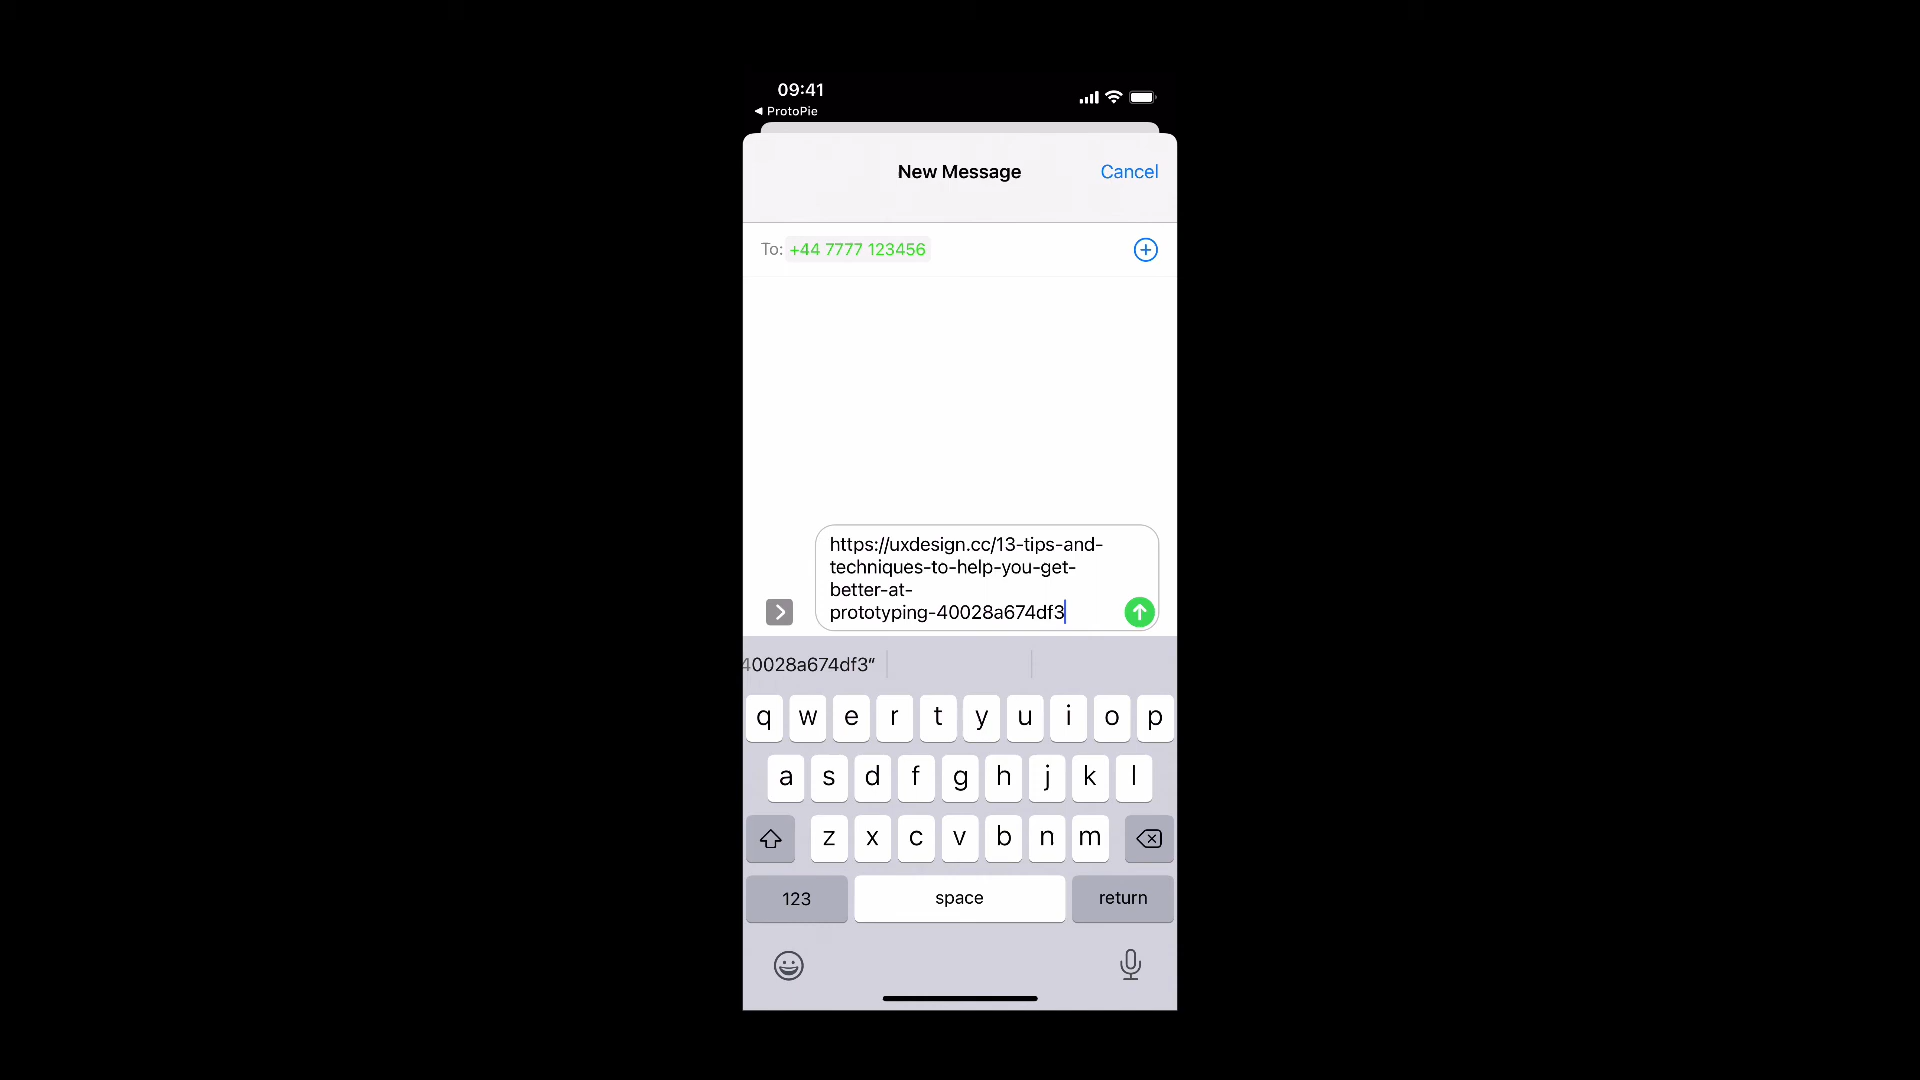 09:41
ProtoPie
New Message
Cancel
To: +44 7777 123456
https://uxdesign.cc/13-tips-and-
techniques-to-help-you-get-
better-at-
prototyping-40028a674df3
40028a674df3“
q w e r t y u i o p
a s d f g h j k l
z x c v b n m
123 space return